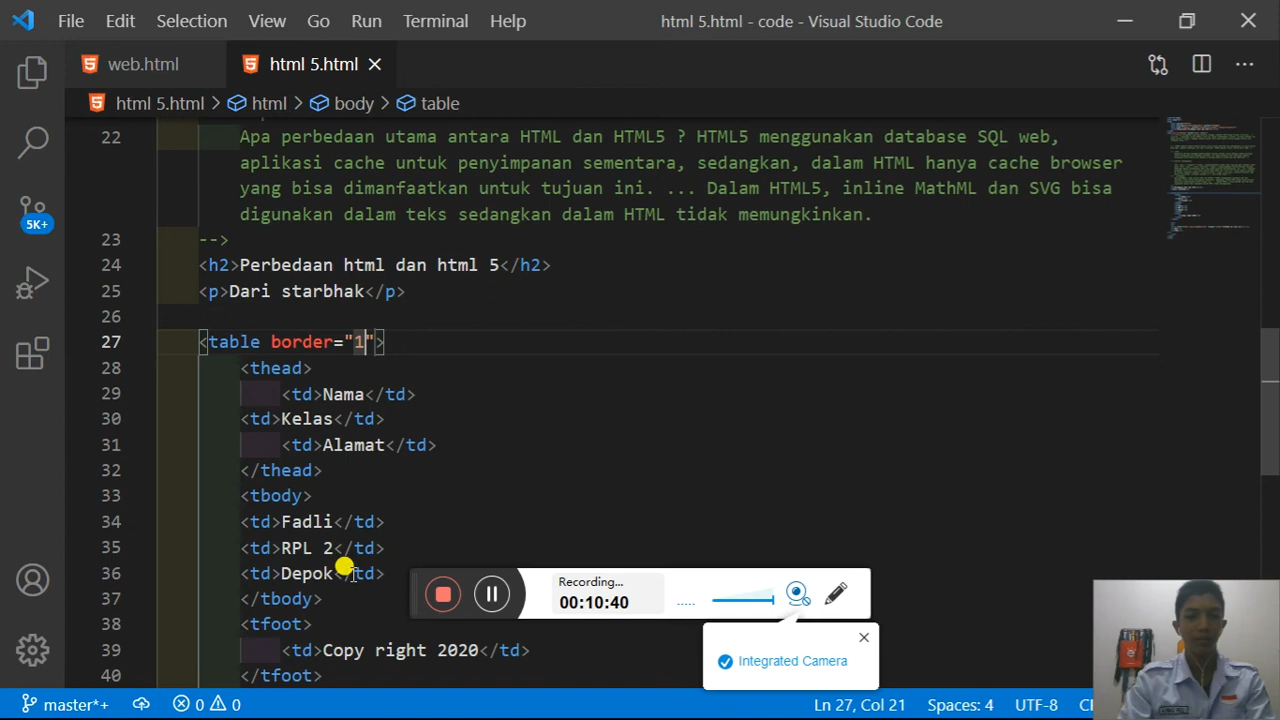 File Edit Selection View Go Run Terminal Help html 5.html - code - Visual Studio Code
web.html html 5.html
html 5.html > html > body > table
22 Apa perbedaan utama antara HTML dan HTML5 ? HTML5 menggunakan database SQL web,
aplikasi cache untuk penyimpanan sementara, sedangkan, dalam HTML hanya cache browser
yang bisa dimanfaatkan untuk tujuan ini. ... Dalam HTML5, inline MathML dan SVG bisa
digunakan dalam teks sedangkan dalam HTML tidak memungkinkan.
23 -->
24 <h2>Perbedaan html dan html 5</h2>
25 <p>Dari starbhak</p>
26
27 <table border="1">
28 <thead>
29 <td>Nama</td>
30 <td>Kelas</td>
31 <td>Alamat</td>
32 </thead>
33 <tbody>
34 <td>Fadli</td>
35 <td>RPL 2</td>
36 <td>Depok</td>
37 </tbody>
38 <tfoot>
39 <td>Copy right 2020</td>
40 </tfoot>
5K+
Recording...
00:10:40
Integrated Camera
master*+ 0 0 Ln 27, Col 21 Spaces: 4 UTF-8